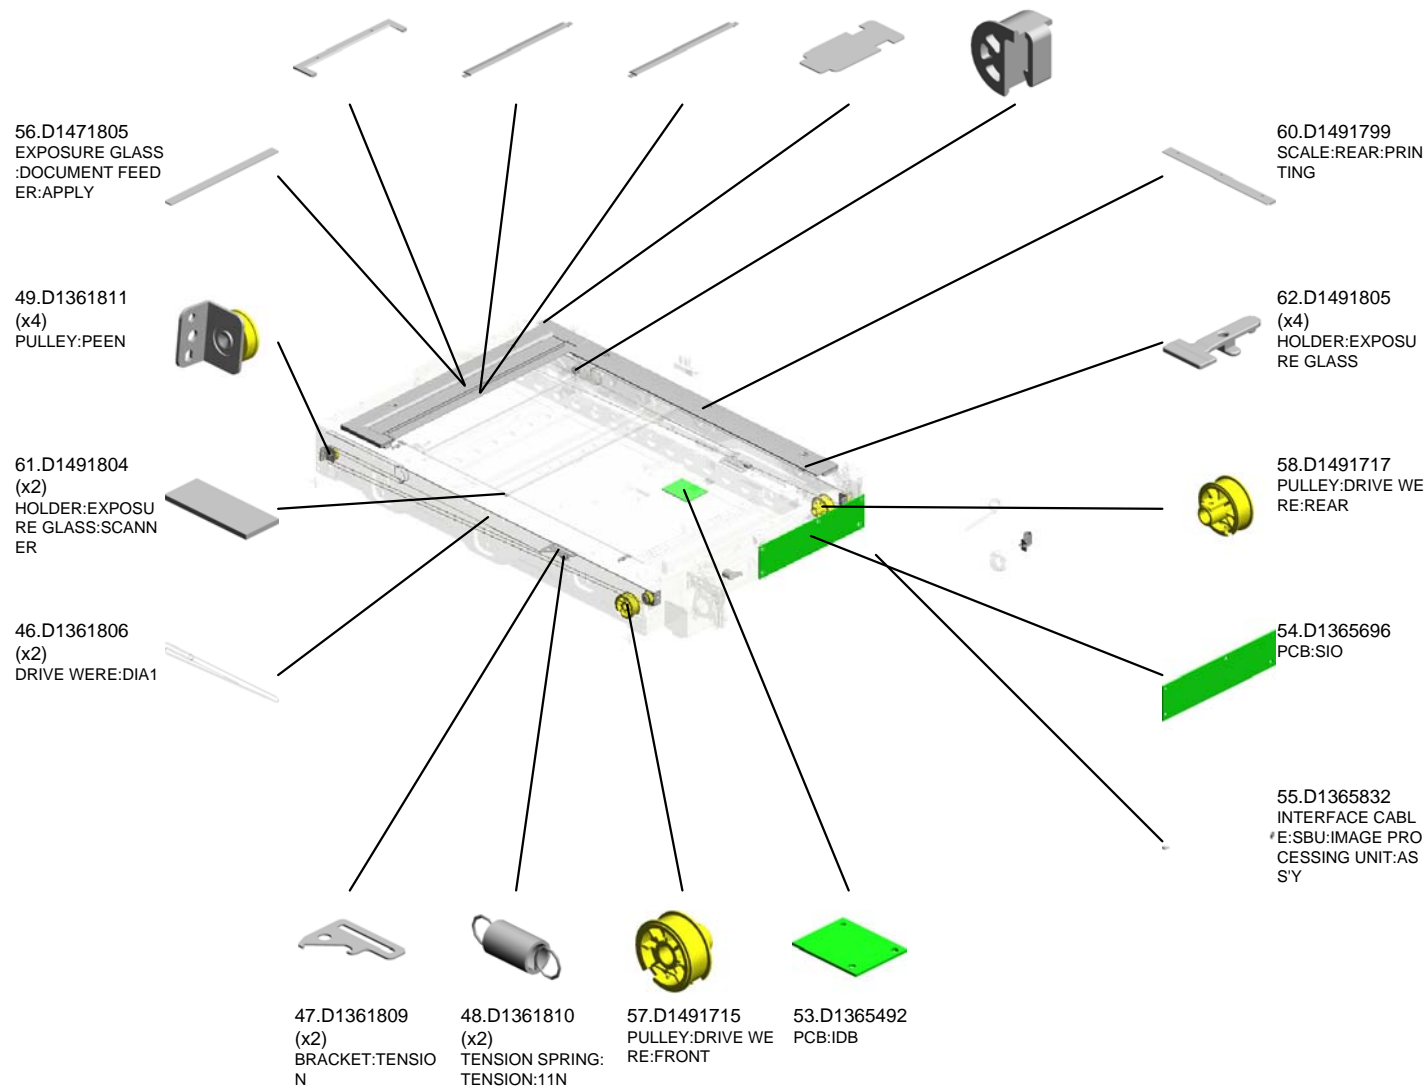 56.D1471805
EXPOSURE GLASS
:DOCUMENT FEED
ER:APPLY
60.D1491799
SCALE:REAR:PRIN
TING
49.D1361811
(x4)
PULLEY:PEEN
62.D1491805
(x4)
HOLDER:EXPOSU
RE GLASS
61.D1491804
(x2)
HOLDER:EXPOSU
RE GLASS:SCANN
ER
58.D1491717
PULLEY:DRIVE WE
RE:REAR
46.D1361806
(x2)
DRIVE WERE:DIA1
54.D1365696
PCB:SIO
55.D1365832
INTERFACE CABL
E:SBU:IMAGE PRO
CESSING UNIT:AS
S'Y
47.D1361809
(x2)
BRACKET:TENSIO
N
48.D1361810
(x2)
TENSION SPRING:
TENSION:11N
57.D1491715
PULLEY:DRIVE WE
RE:FRONT
53.D1365492
PCB:IDB